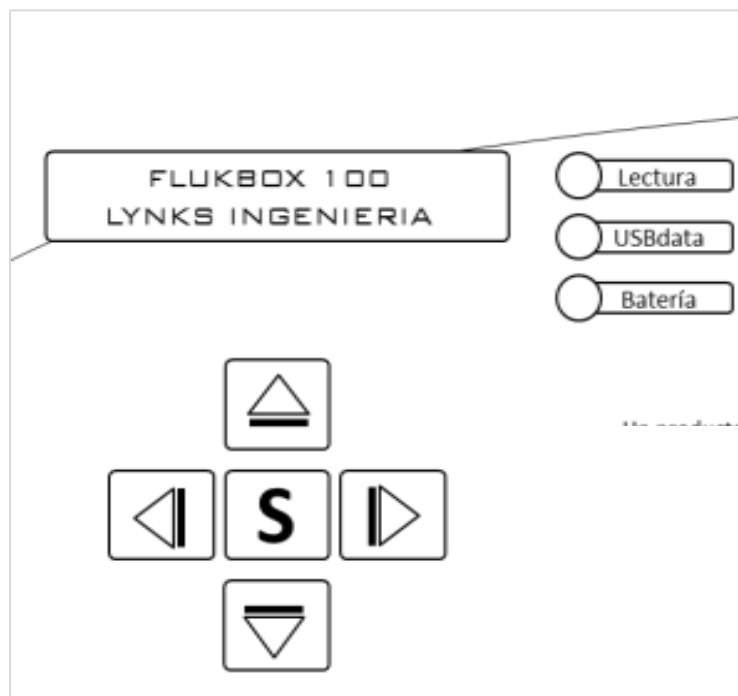 FLUKBOX 100
LYNKS INGENIERIA
Lectura
USBdata
Batería
S